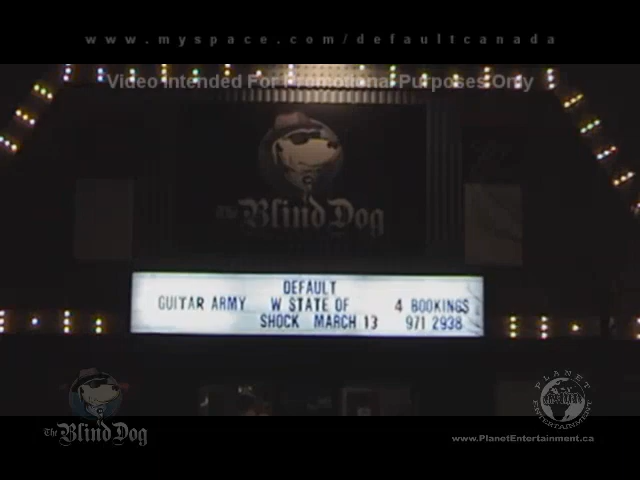 www.myspace.com/defaultcanada
Video Intended For Promotional Purposes Only
The Blind Dog
DEFAULT
GUITAR ARMY W STATE OF 4 BOOKINGS
SHOCK MARCH 13 971 2938
The Blind Dog
PLANET
ENTERTAINMENT
www.PlanetEntertainment.ca